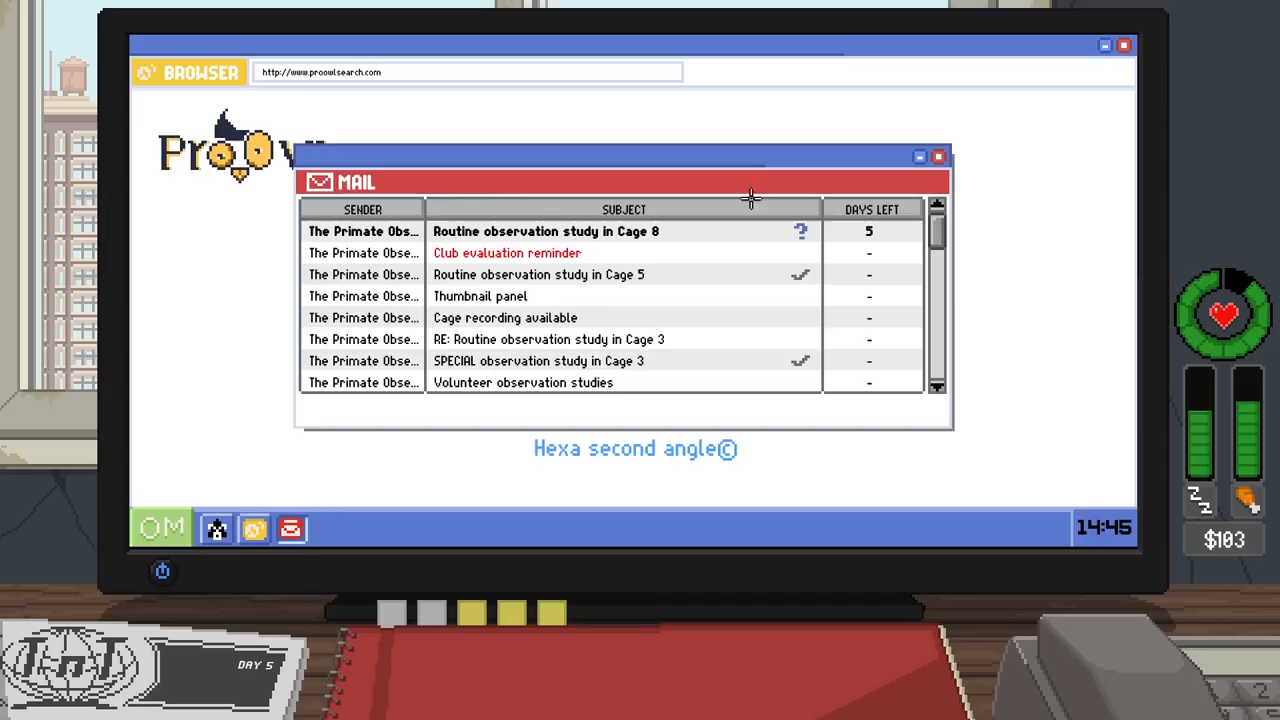 BROWSER
http://www.proowlsearch.com
MAIL
SENDER SUBJECT DAYS LEFT
The Primate Obs... Routine observation study in Cage 8 ? 5
The Primate Obse... Club evaluation reminder -
The Primate Obse... Routine observation study in Cage 5 -
The Primate Obse... Thumbnail panel -
The Primate Obse... Cage recording available -
The Primate Obse... RE: Routine observation study in Cage 3 -
The Primate Obse... SPECIAL observation study in Cage 3 -
The Primate Obse... Volunteer observation studies -
Hexa second angle©
OM
14:45
$103
TnT
DAY 5
2